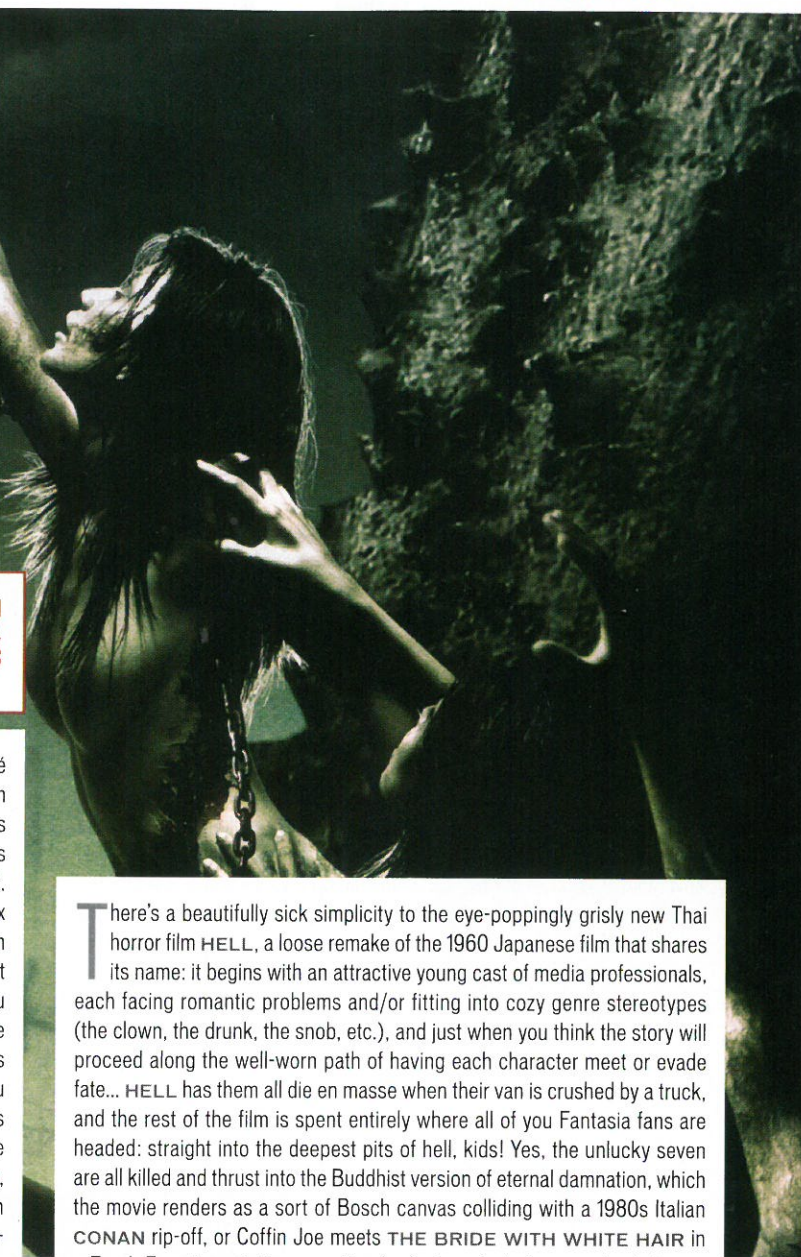 There's a beautifully sick simplicity to the eye-poppingly grisly new Thai
horror film HELL, a loose remake of the 1960 Japanese film that shares
its name: it begins with an attractive young cast of media professionals,
each facing romantic problems and/or fitting into cozy genre stereotypes
(the clown, the drunk, the snob, etc.), and just when you think the story will
proceed along the well-worn path of having each character meet or evade
fate... HELL has them all die en masse when their van is crushed by a truck,
and the rest of the film is spent entirely where all of you Fantasia fans are
headed: straight into the deepest pits of hell, kids! Yes, the unlucky seven
are all killed and thrust into the Buddhist version of eternal damnation, which
the movie renders as a sort of Bosch canvas colliding with a 1980s Italian
CONAN rip-off, or Coffin Joe meets THE BRIDE WITH WHITE HAIR in